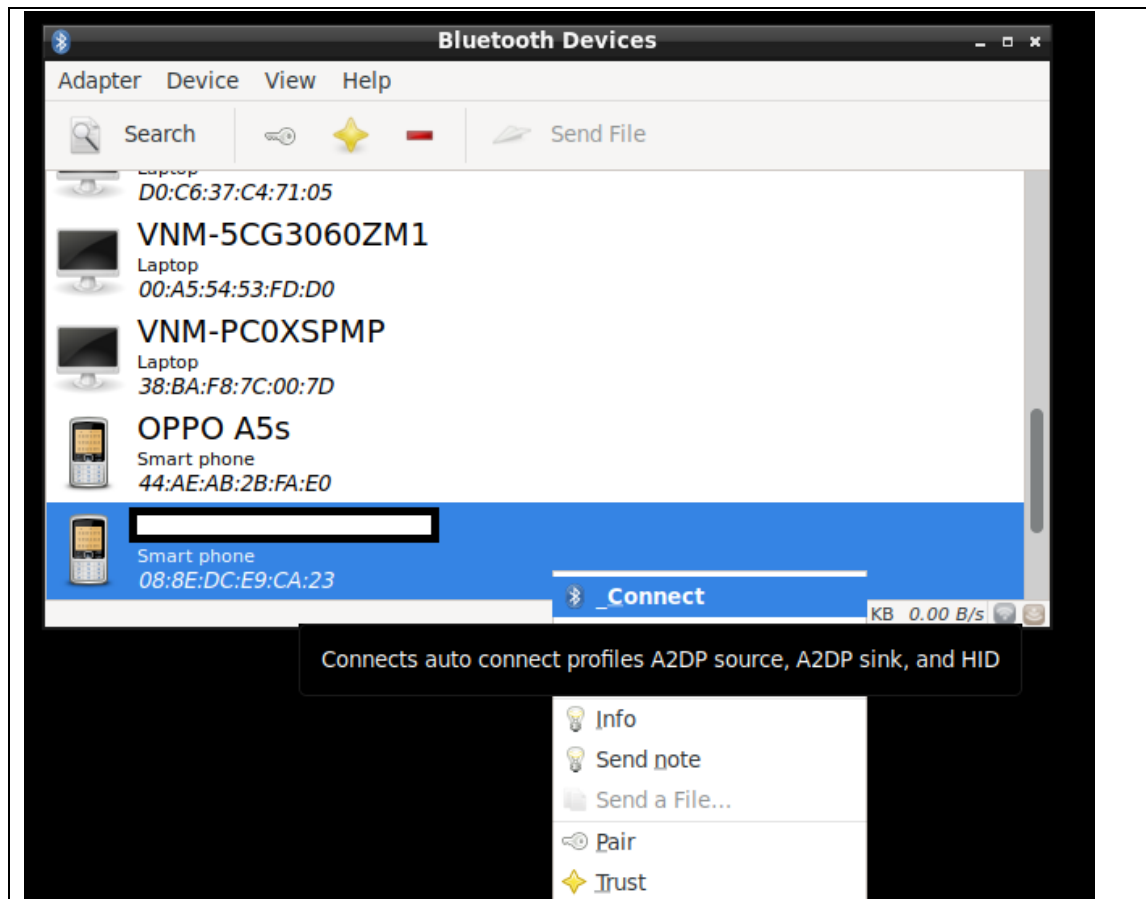 Bluetooth Devices
Adapter Device View Help
Search Send File
D0:C6:37:C4:71:05
VNM-5CG3060ZM1
Laptop
00:A5:54:53:FD:D0
VNM-PC0XSPMP
Laptop
38:BA:F8:7C:00:7D
OPPO A5s
Smart phone
44:AE:AB:2B:FA:E0
Smart phone
08:8E:DC:E9:CA:23
_Connect
KB 0.00 B/s
Connects auto connect profiles A2DP source, A2DP sink, and HID
Info
Send note
Send a File...
Pair
Trust